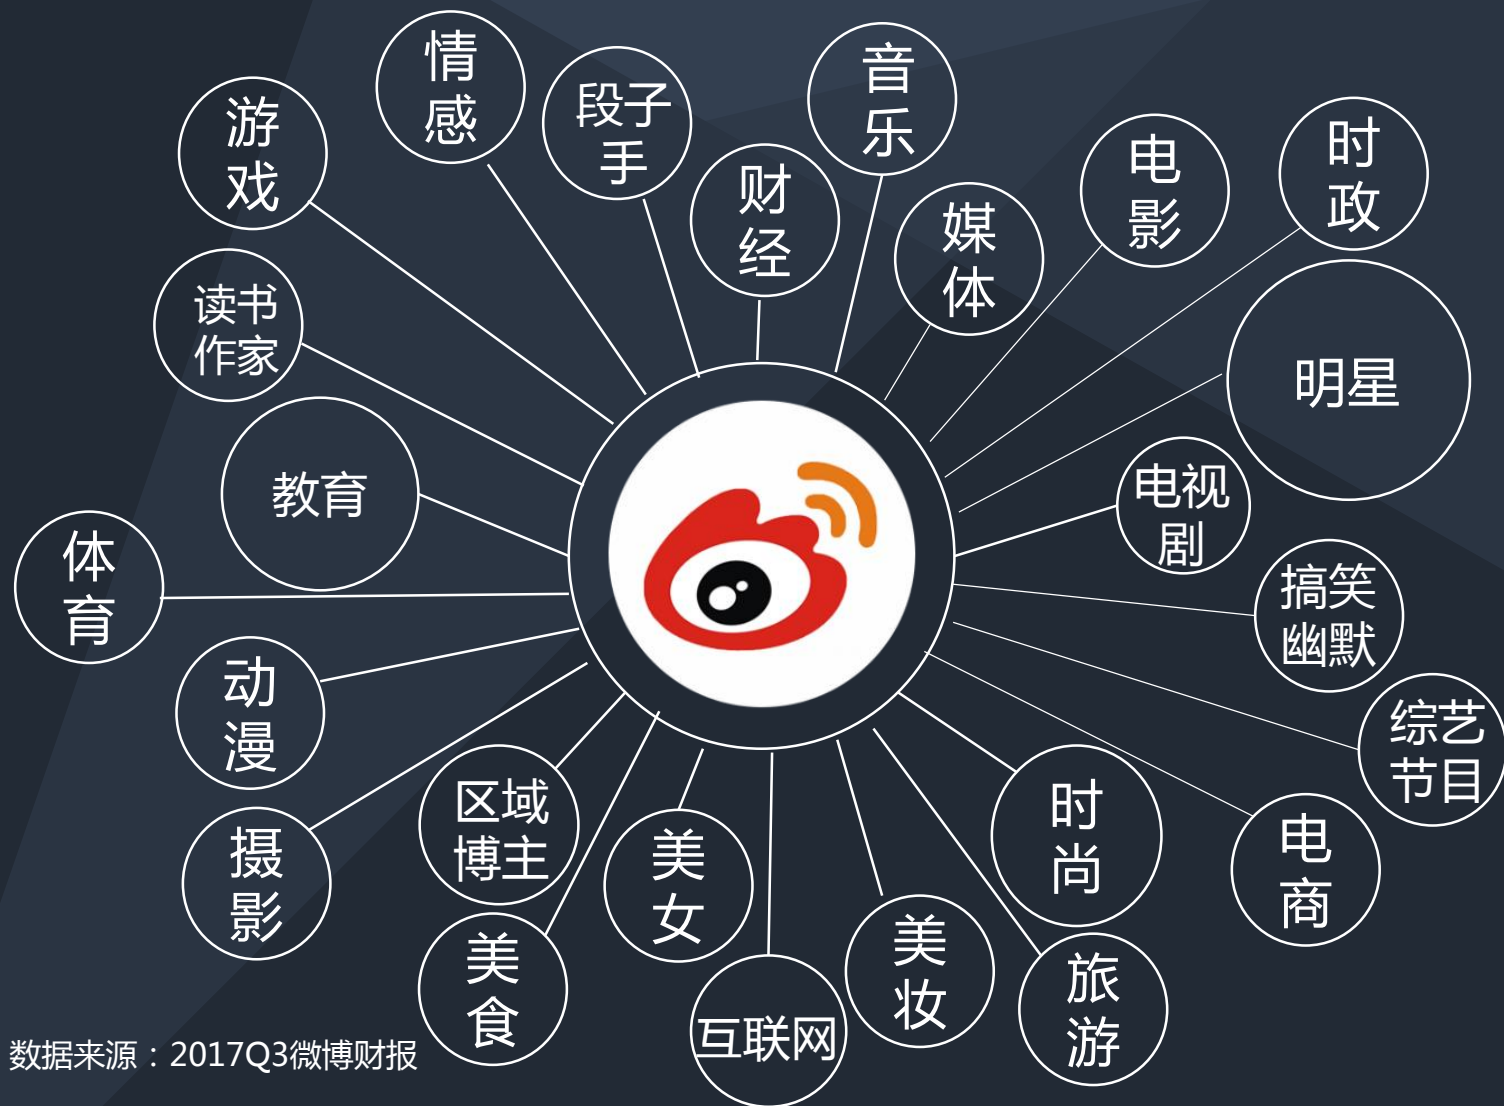 情
感
段子
手
音
乐
游
戏
财
经
电
影
时
政
媒
体
读书
作家
明星
教育
电视
剧
体
育
搞笑
幽默
动
漫
综艺
节目
区域
博主
时
尚
摄
影
美
女
电
商
美
食
美
妆
旅
游
互联网
数据来源：2017Q3微博财报